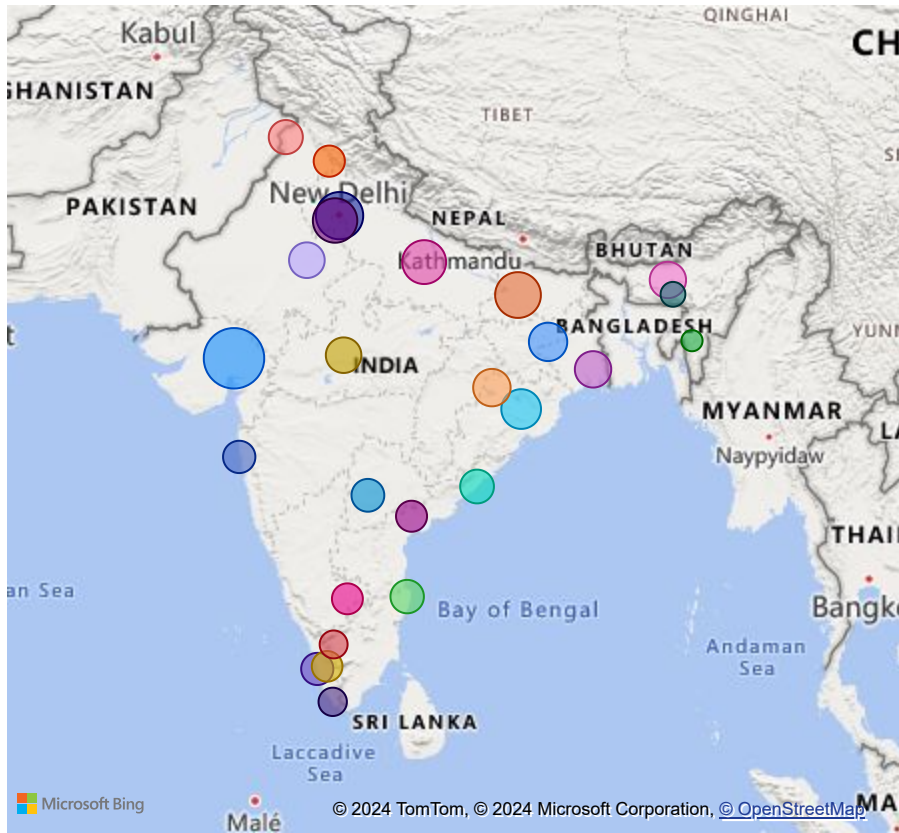 QINGHAI
Kabul
CH
GHANISTAN
TIBET
SI
New Delhi
PAKISTAN
NEPAL
BHUTAN
Kathmandu
BANGLADESH
YUNN
t
INDIA
MYANMAR
LA
Naypyidaw
THAI
an Sea
Bay of Bengal
Bangko
Andaman
Sea
SRI LANKA
Laccadive
Sea
Microsoft Bing
© 2024 TomTom, © 2024 Microsoft Corporation, © OpenStreetMap
MA
Malé